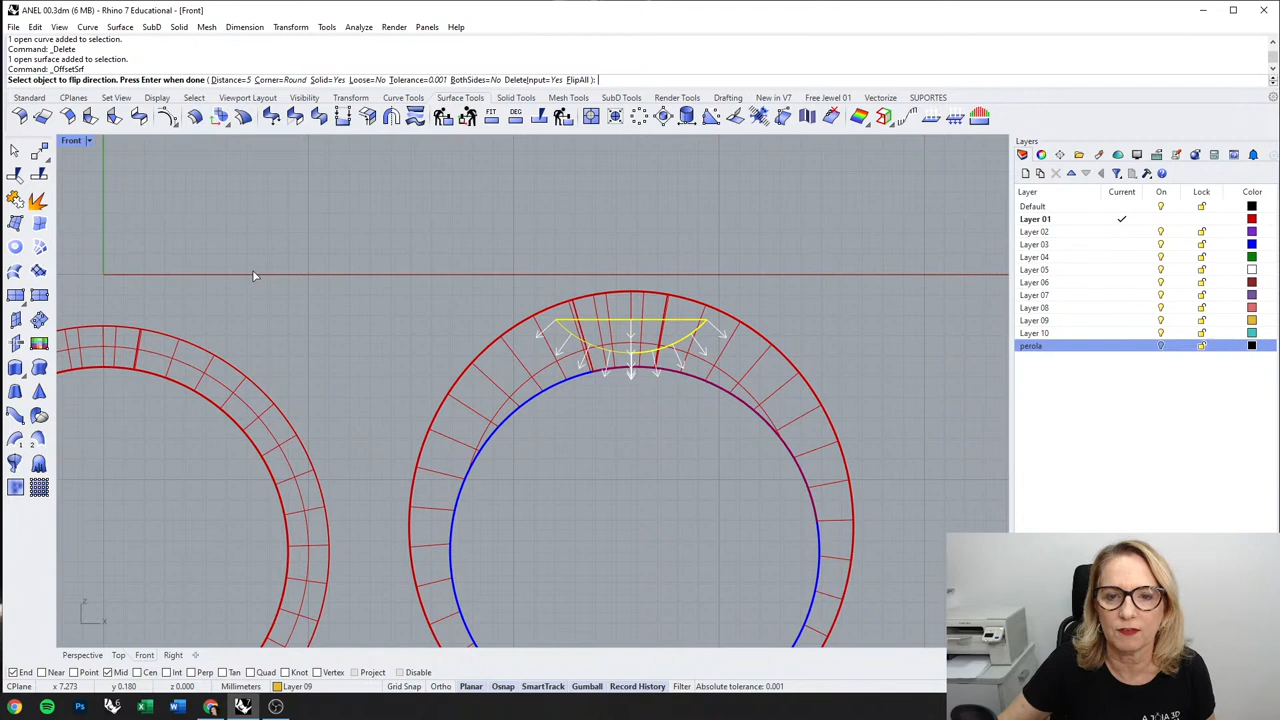 ANEL 00.3dm (6 MB) - Rhino 7 Educational - [Front]
File Edit View Curve Surface SubD Solid Mesh Dimension Transform Tools Analyze Render Panels Help
1 open curve added to selection.
Command: _Delete
1 open surface added to selection.
Command: _OffsetSrf
Select object to flip direction. Press Enter when done ( Distance=5 Corner=Round Solid=Yes Loose=No Tolerance=0.001 BothSides=No DeleteInput=Yes FlipAll ):
Standard CPlanes Set View Display Select Viewport Layout Visibility Transform Curve Tools Surface Tools Solid Tools Mesh Tools SubD Tools Render Tools Drafting New in V7 Free Jewel 01 Vectorize SUPORTES
FIT DEG
Front
Layers
Layer Current On Lock Color
Default
Layer 01
Layer 02
Layer 03
Layer 04
Layer 05
Layer 06
Layer 07
Layer 08
Layer 09
Layer 10
perola
z
x
Perspective Top Front Right
End Near Point Mid Cen Int Perp Tan Quad Knot Vertex Project Disable
CPlane x 7.273 y 0.180 z 0.000 Millimeters Layer 09 Grid Snap Ortho Planar Osnap SmartTrack Gumball Record History Filter Absolute tolerance: 0.001